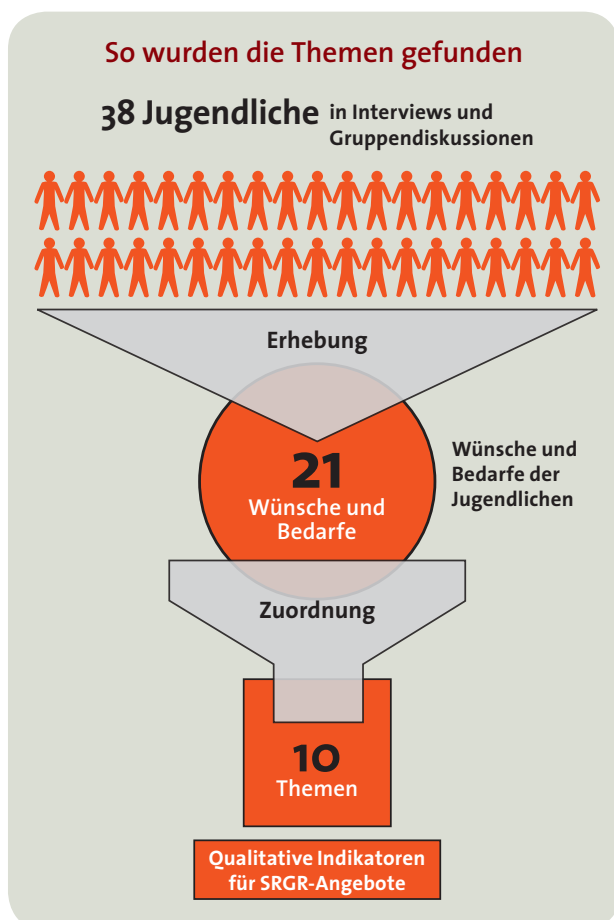 So wurden die Themen gefunden
38 Jugendliche in Interviews und
Gruppendiskussionen
Erhebung
21
Wünsche und
Bedarfe
Wünsche und
Bedarfe der
Jugendlichen
Zuordnung
10
Themen
Qualitative Indikatoren
für SRGR-Angebote